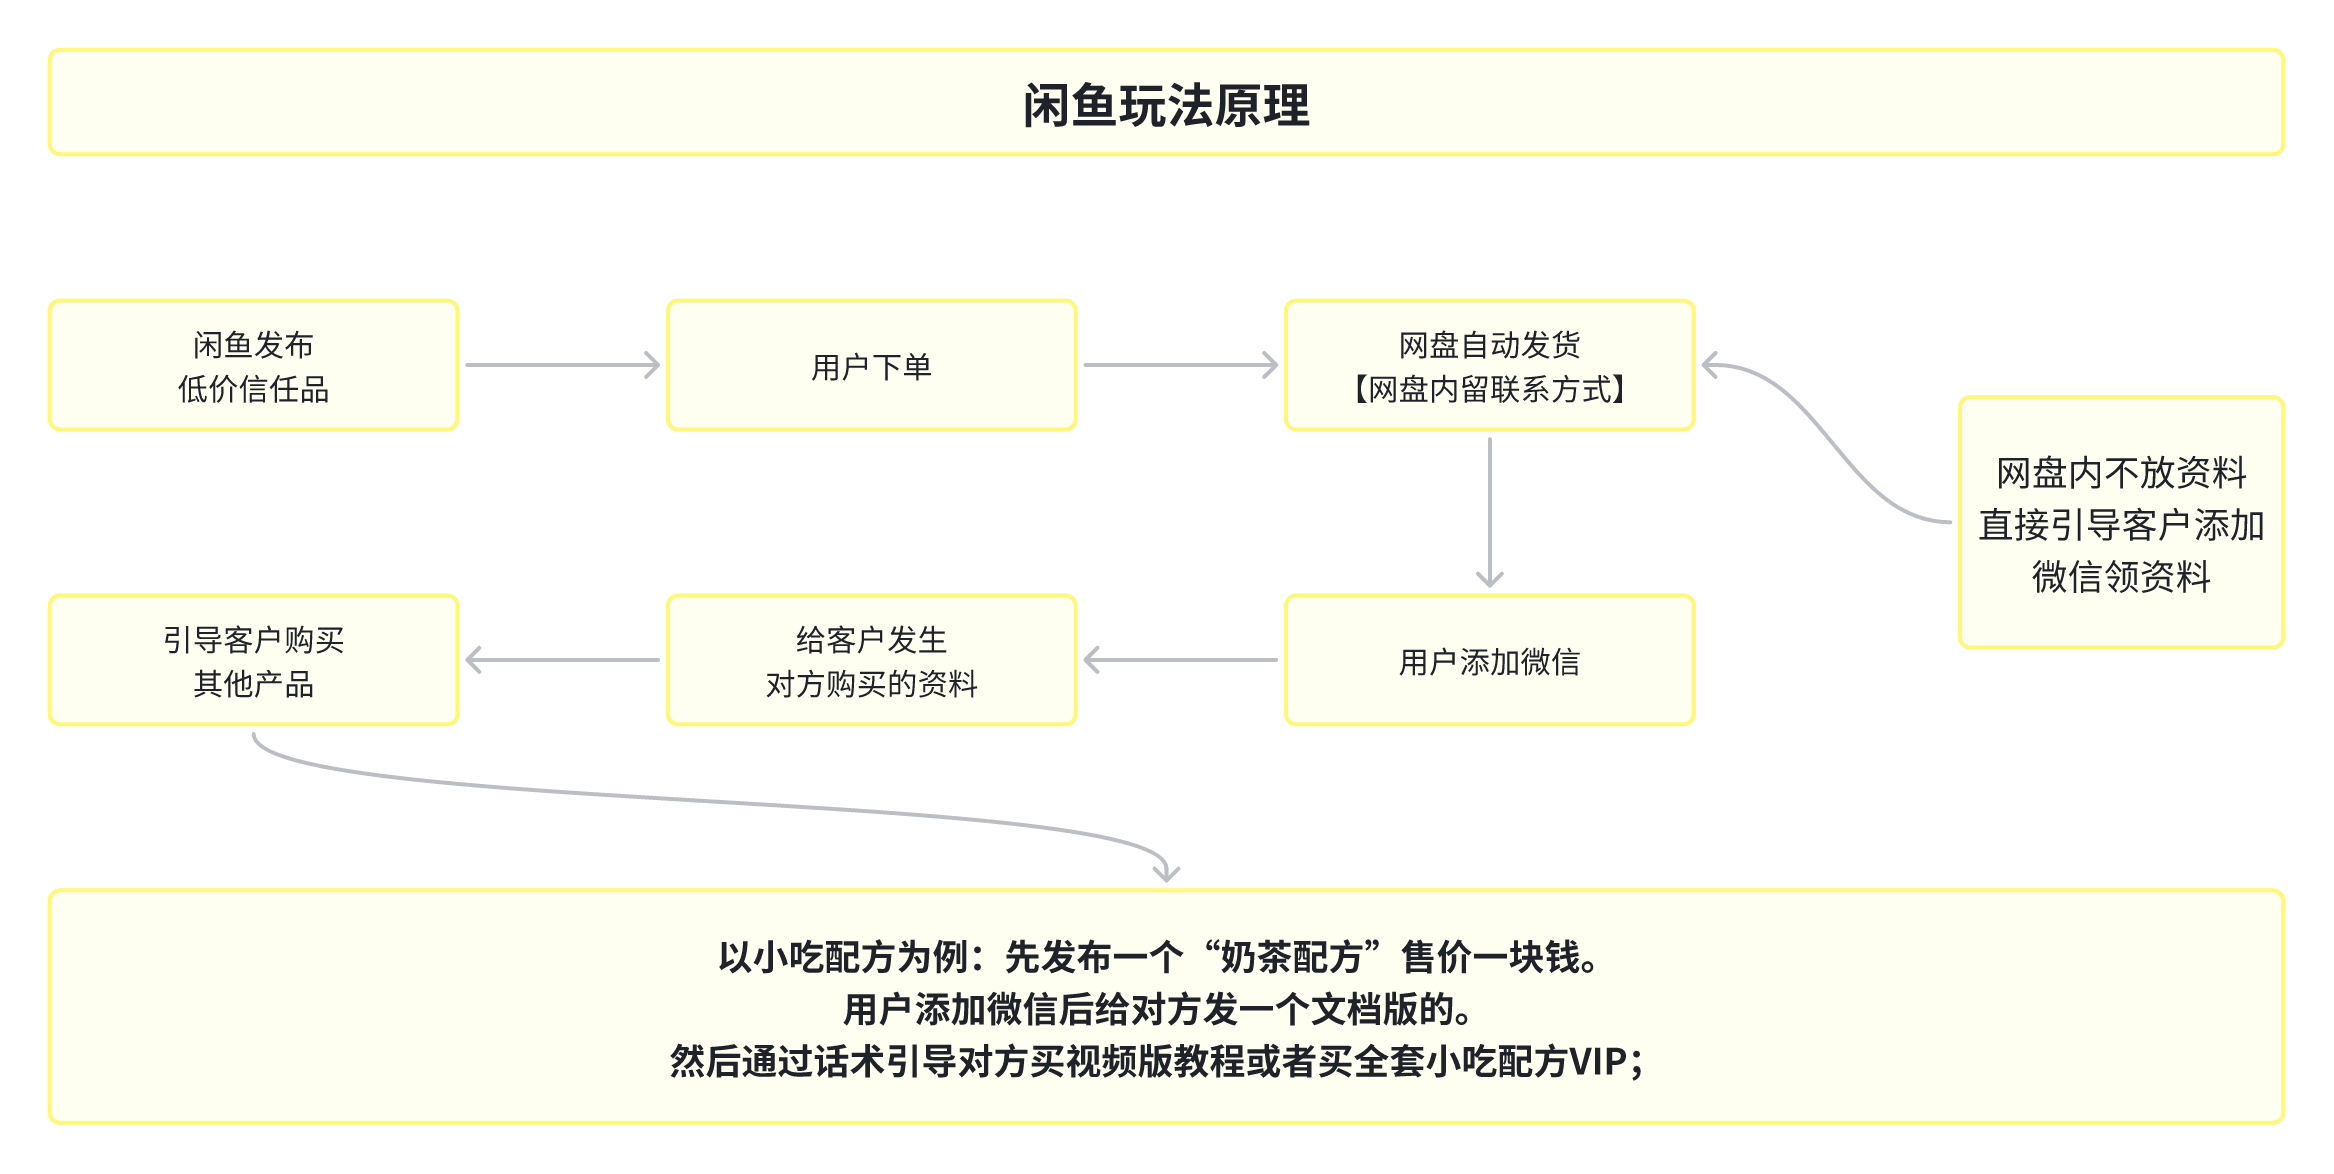 闲鱼玩法原理
闲鱼发布
低价信任品
用户下单
网盘自动发货
【网盘内留联系方式】
网盘内不放资料
直接引导客户添加
微信领资料
引导客户购买
其他产品
给客户发生
对方购买的资料
用户添加微信
以小吃配方为例：先发布一个“奶茶配方”售价一块钱。
用户添加微信后给对方发一个文档版的。
然后通过话术引导对方买视频版教程或者买全套小吃配方VIP；